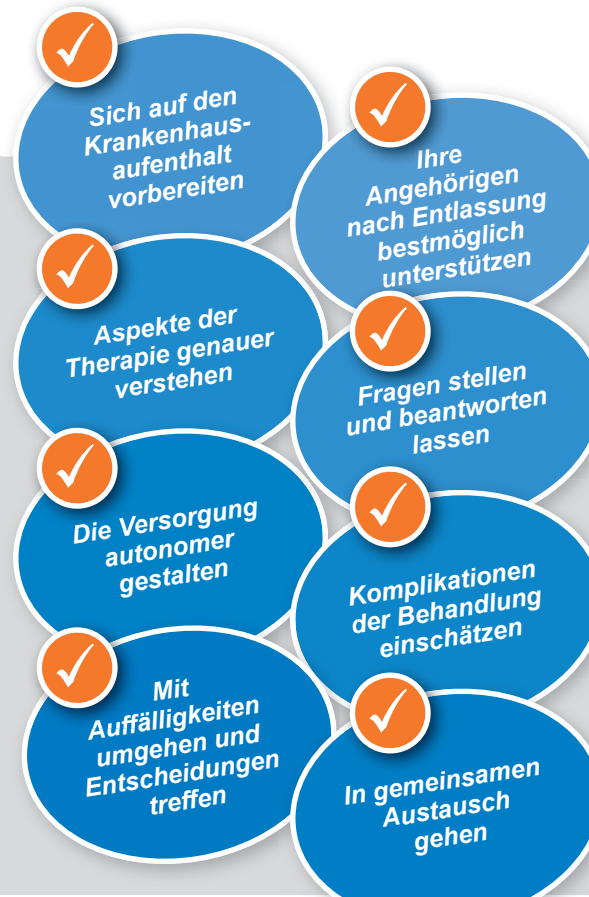 Sich auf den
Krankenhaus-
aufenthalt
vorbereiten
Ihre
Angehörigen
nach Entlassung
bestmöglich
unterstützen
Aspekte der
Therapie genauer
verstehen
Fragen stellen
und beantworten
lassen
Die Versorgung
autonomer
gestalten
Komplikationen
der Behandlung
einschätzen
Mit
Auffälligkeiten
umgehen und
Entscheidungen
treffen
In gemeinsamen
Austausch
gehen